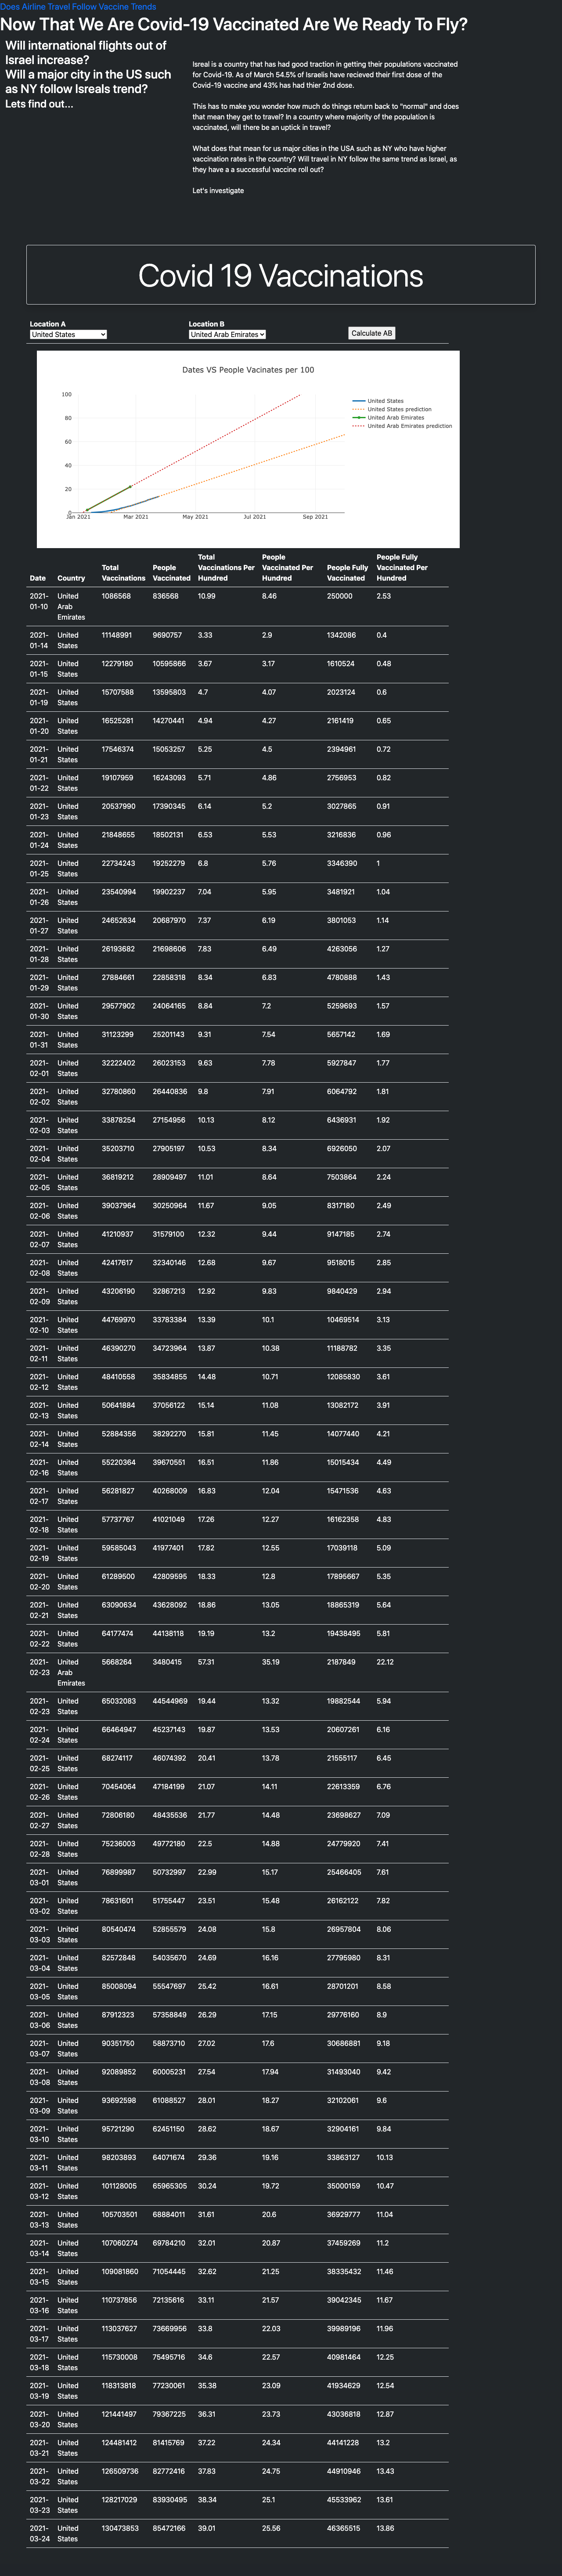 Does Airline Travel Follow Vaccine Trends
Now That We Are Covid-19 Vaccinated Are We Ready To Fly?
Will international flights out of
Israel increase?
Will a major city in the US such
as NY follow Isreals trend?
Lets find out...
Isreal is a country that has had good traction in getting their populations vaccinated
for Covid-19. As of March 54.5% of Israelis have recieved their first dose of the
Covid-19 vaccine and 43% has had thier 2nd dose.
This has to make you wonder how much do things return back to "normal" and does
that mean they get to travel? In a country where majority of the population is
vaccinated, will there be an uptick in travel?
What does that mean for us major cities in the USA such as NY who have higher
vaccination rates in the country? Will travel in NY follow the same trend as Israel, as
they have a a successful vaccine roll out?
Let's investigate
Covid 19 Vaccinations
Location A Location B
United States United Arab Emirates Calculate AB
Dates VS People Vacinates per 100
100
80
60
40
20
0
Jan 2021 Mar 2021 May 2021 Jul 2021 Sep 2021
United States
United States prediction
United Arab Emirates
United Arab Emirates prediction
Total People
Total People Vaccinations Per Vaccinated Per People Fully Vaccinated Per
Date Country Vaccinations Vaccinated Hundred Hundred Vaccinated Hundred
People Fully
2021- United 1086568 836568 10.99 8.46 250000 2.53
01-10 Arab
Emirates
2021- United 11148991 9690757 3.33 2.9 1342086 0.4
01-14 States
2021- United 12279180 10595866 3.67 3.17 1610524 0.48
01-15 States
2021- United 15707588 13595803 4.7 4.07 2023124 0.6
01-19 States
2021- United 16525281 14270441 4.94 4.27 2161419 0.65
01-20 States
2021- United 17546374 15053257 5.25 4.5 2394961 0.72
01-21 States
2021- United 19107959 16243093 5.71 4.86 2756953 0.82
01-22 States
2021- United 20537990 17390345 6.14 5.2 3027865 0.91
01-23 States
2021- United 21848655 18502131 6.53 5.53 3216836 0.96
01-24 States
2021- United 22734243 19252279 6.8 5.76 3346390 1
01-25 States
2021- United 23540994 19902237 7.04 5.95 3481921 1.04
01-26 States
2021- United 24652634 20687970 7.37 6.19 3801053 1.14
01-27 States
2021- United 26193682 21698606 7.83 6.49 4263056 1.27
01-28 States
2021- United 27884661 22858318 8.34 6.83 4780888 1.43
01-29 States
2021- United 29577902 24064165 8.84 7.2 5259693 1.57
01-30 States
2021- United 31123299 25201143 9.31 7.54 5657142 1.69
01-31 States
2021- United 32222402 26023153 9.63 7.78 5927847 1.77
02-01 States
2021- United 32780860 26440836 9.8 7.91 6064792 1.81
02-02 States
2021- United 33878254 27154956 10.13 8.12 6436931 1.92
02-03 States
2021- United 35203710 27905197 10.53 8.34 6926050 2.07
02-04 States
2021- United 36819212 28909497 11.01 8.64 7503864 2.24
02-05 States
2021- United 39037964 30250964 11.67 9.05 8317180 2.49
02-06 States
2021- United 41210937 31579100 12.32 9.44 9147185 2.74
02-07 States
2021- United 42417617 32340146 12.68 9.67 9518015 2.85
02-08 States
2021- United 43206190 32867213 12.92 9.83 9840429 2.94
02-09 States
2021- United 44769970 33783384 13.39 10.1 10469514 3.13
02-10 States
2021- United 46390270 34723964 13.87 10.38 11188782 3.35
02-11 States
2021- United 48410558 35834855 14.48 10.71 12085830 3.61
02-12 States
2021- United 50641884 37056122 15.14 11.08 13082172 3.91
02-13 States
2021- United 52884356 38292270 15.81 11.45 14077440 4.21
02-14 States
2021- United 55220364 39670551 16.51 11.86 15015434 4.49
02-16 States
2021- United 56281827 40268009 16.83 12.04 15471536 4.63
02-17 States
2021- United 57737767 41021049 17.26 12.27 16162358 4.83
02-18 States
2021- United 59585043 41977401 17.82 12.55 17039118 5.09
02-19 States
2021- United 61289500 42809595 18.33 12.8 17895667 5.35
02-20 States
2021- United 63090634 43628092 18.86 13.05 18865319 5.64
02-21 States
2021- United 64177474 44138118 19.19 13.2 19438495 5.81
02-22 States
2021- United 5668264 3480415 57.31 35.19 2187849 22.12
02-23 Arab
Emirates
2021- United 65032083 44544969 19.44 13.32 19882544 5.94
02-23 States
2021- United 66464947 45237143 19.87 13.53 20607261 6.16
02-24 States
2021- United 68274117 46074392 20.41 13.78 21555117 6.45
02-25 States
2021- United 70454064 47184199 21.07 14.11 22613359 6.76
02-26 States
2021- United 72806180 48435536 21.77 14.48 23698627 7.09
02-27 States
2021- United 75236003 49772180 22.5 14.88 24779920 7.41
02-28 States
2021- United 76899987 50732997 22.99 15.17 25466405 7.61
03-01 States
2021- United 78631601 51755447 23.51 15.48 26162122 7.82
03-02 States
2021- United 80540474 52855579 24.08 15.8 26957804 8.06
03-03 States
2021- United 82572848 54035670 24.69 16.16 27795980 8.31
03-04 States
2021- United 85008094 55547697 25.42 16.61 28701201 8.58
03-05 States
2021- United 87912323 57358849 26.29 17.15 29776160 8.9
03-06 States
2021- United 90351750 58873710 27.02 17.6 30686881 9.18
03-07 States
2021- United 92089852 60005231 27.54 17.94 31493040 9.42
03-08 States
2021- United 93692598 61088527 28.01 18.27 32102061 9.6
03-09 States
2021- United 95721290 62451150 28.62 18.67 32904161 9.84
03-10 States
2021- United 98203893 64071674 29.36 19.16 33863127 10.13
03-11 States
2021- United 101128005 65965305 30.24 19.72 35000159 10.47
03-12 States
2021- United 105703501 68884011 31.61 20.6 36929777 11.04
03-13 States
2021- United 107060274 69784210 32.01 20.87 37459269 11.2
03-14 States
2021- United 109081860 71054445 32.62 21.25 38335432 11.46
03-15 States
2021- United 110737856 72135616 33.11 21.57 39042345 11.67
03-16 States
2021- United 113037627 73669956 33.8 22.03 39989196 11.96
03-17 States
2021- United 115730008 75495716 34.6 22.57 40981464 12.25
03-18 States
2021- United 118313818 77230061 35.38 23.09 41934629 12.54
03-19 States
2021- United 121441497 79367225 36.31 23.73 43036818 12.87
03-20 States
2021- United 124481412 81415769 37.22 24.34 44141228 13.2
03-21 States
2021- United 126509736 82772416 37.83 24.75 44910946 13.43
03-22 States
2021- United 128217029 83930495 38.34 25.1 45533962 13.61
03-23 States
2021- United 130473853 85472166 39.01 25.56 46365515 13.86
03-24 States